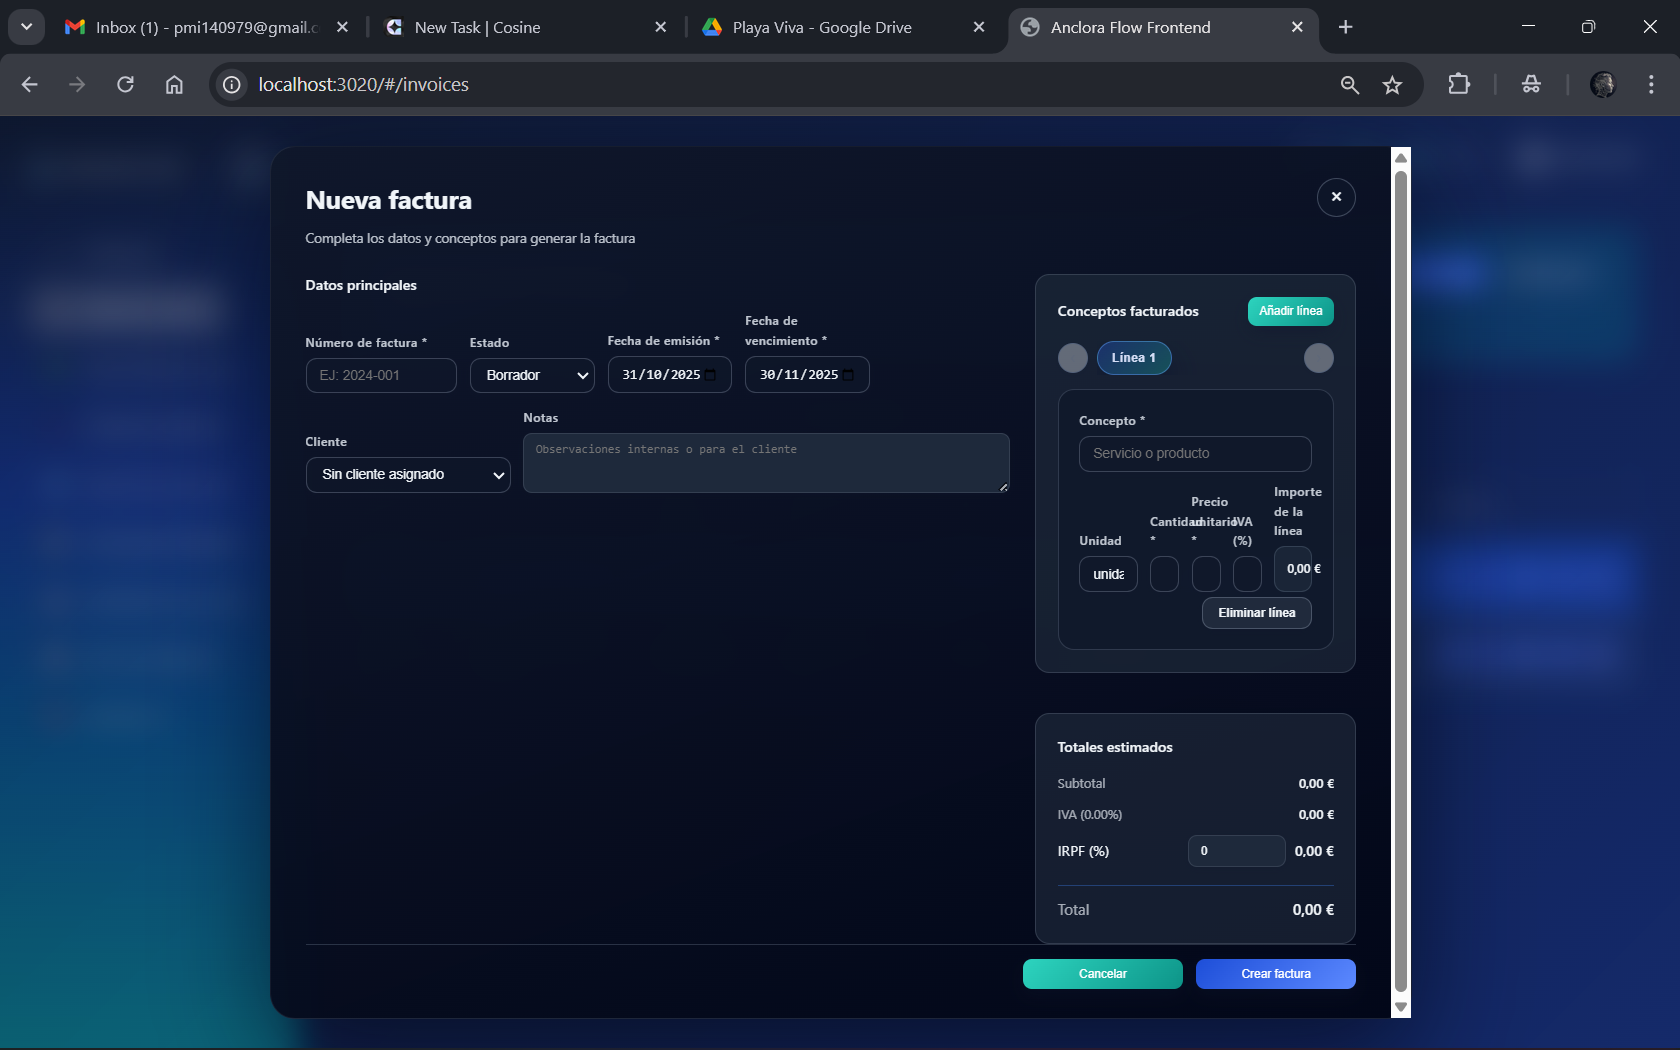 Inbox (1) - pmi140979@gmail.c
New Task | Cosine
Playa Viva - Google Drive
Anclora Flow Frontend
localhost:3020/#/invoices
Nueva factura
Completa los datos y conceptos para generar la factura
Datos principales
Número de factura *
EJ: 2024-001
Estado
Borrador
Fecha de emisión *
31/10/2025
Fecha de
vencimiento *
30/11/2025
Cliente
Sin cliente asignado
Notas
Observaciones internas o para el cliente
Conceptos facturados
Añadir línea
Línea 1
Concepto *
Servicio o producto
Unidad
unida
Cantidad
*
Precio
unitario
*
IVA
(%)
Importe
de la
línea
0,00 €
Eliminar línea
Totales estimados
Subtotal
0,00 €
IVA (0.00%)
0,00 €
IRPF (%)
0
0,00 €
Total
0,00 €
Cancelar
Crear factura